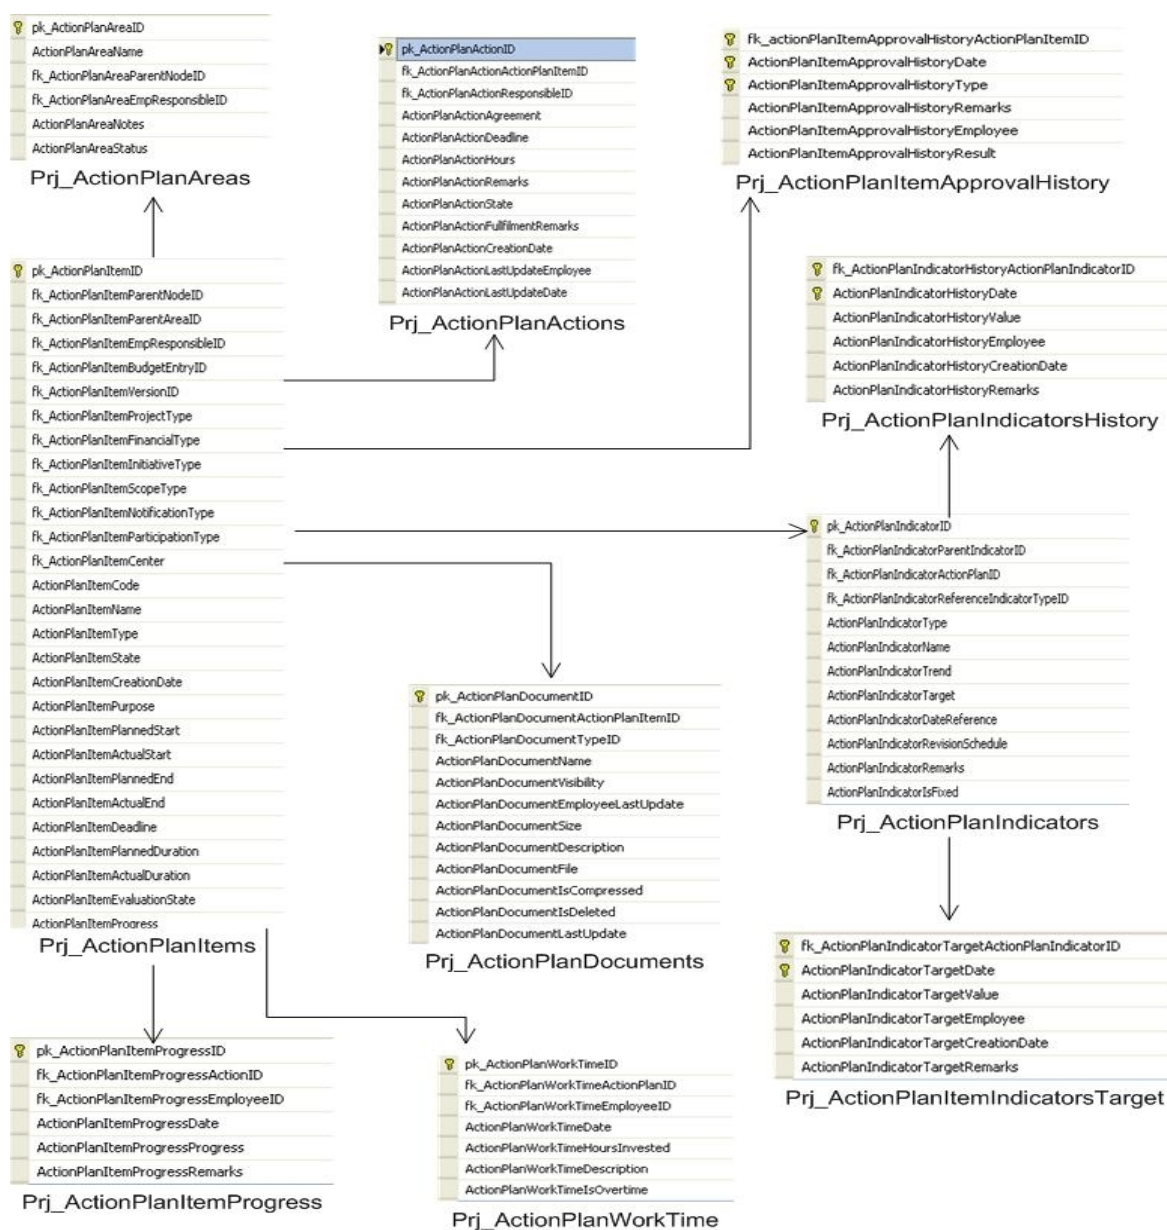 pk_ActionPlanAreaID
ActionPlanAreaName
fk_ActionPlanAreaParentNodeID
fk_ActionPlanAreaEmpResponsibleID
ActionPlanAreaNotes
ActionPlanAreaStatus
Prj_ActionPlanAreas
pk_ActionPlanActionID
fk_ActionPlanActionActionPlanItemID
fk_ActionPlanActionResponsibleID
ActionPlanActionAgreement
ActionPlanActionDeadline
ActionPlanActionHours
ActionPlanActionRemarks
ActionPlanActionState
ActionPlanActionFullfilmentRemarks
ActionPlanActionCreationDate
ActionPlanActionLastUpdateEmployee
ActionPlanActionLastUpdateDate
Prj_ActionPlanActions
fk_actionPlanItemApprovalHistoryActionPlanItemID
ActionPlanItemApprovalHistoryDate
ActionPlanItemApprovalHistoryType
ActionPlanItemApprovalHistoryRemarks
ActionPlanItemApprovalHistoryEmployee
ActionPlanItemApprovalHistoryResult
Prj_ActionPlanItemApprovalHistory
pk_ActionPlanItemID
fk_ActionPlanItemParentNodeID
fk_ActionPlanItemParentAreaID
fk_ActionPlanItemEmpResponsibleID
fk_ActionPlanItemBudgetEntryID
fk_ActionPlanItemVersionID
fk_ActionPlanItemProjectType
fk_ActionPlanItemFinancialType
fk_ActionPlanItemInitiativeType
fk_ActionPlanItemScopeType
fk_ActionPlanItemNotificationType
fk_ActionPlanItemParticipationType
fk_ActionPlanItemCenter
ActionPlanItemCode
ActionPlanItemName
ActionPlanItemType
ActionPlanItemState
ActionPlanItemCreationDate
ActionPlanItemPurpose
ActionPlanItemPlannedStart
ActionPlanItemActualStart
ActionPlanItemPlannedEnd
ActionPlanItemActualEnd
ActionPlanItemDeadline
ActionPlanItemPlannedDuration
ActionPlanItemActualDuration
ActionPlanItemEvaluationState
ActionPlanItemProgress
Prj_ActionPlanItems
fk_ActionPlanIndicatorHistoryActionPlanIndicatorID
ActionPlanIndicatorHistoryDate
ActionPlanIndicatorHistoryValue
ActionPlanIndicatorHistoryEmployee
ActionPlanIndicatorHistoryCreationDate
ActionPlanIndicatorHistoryRemarks
Prj_ActionPlanIndicatorsHistory
pk_ActionPlanIndicatorID
fk_ActionPlanIndicatorParentIndicatorID
fk_ActionPlanIndicatorActionPlanID
fk_ActionPlanIndicatorReferenceIndicatorTypeID
ActionPlanIndicatorType
ActionPlanIndicatorName
ActionPlanIndicatorTrend
ActionPlanIndicatorTarget
ActionPlanIndicatorDateReference
ActionPlanIndicatorRevisionSchedule
ActionPlanIndicatorRemarks
ActionPlanIndicatorIsFixed
Prj_ActionPlanIndicators
pk_ActionPlanDocumentID
fk_ActionPlanDocumentActionPlanItemID
fk_ActionPlanDocumentTypeID
ActionPlanDocumentName
ActionPlanDocumentVisibility
ActionPlanDocumentEmployeeLastUpdate
ActionPlanDocumentSize
ActionPlanDocumentDescription
ActionPlanDocumentFile
ActionPlanDocumentIsCompressed
ActionPlanDocumentIsDeleted
ActionPlanDocumentLastUpdate
Prj_ActionPlanDocuments
fk_ActionPlanIndicatorTargetActionPlanIndicatorID
ActionPlanIndicatorTargetDate
ActionPlanIndicatorTargetValue
ActionPlanIndicatorTargetEmployee
ActionPlanIndicatorTargetCreationDate
ActionPlanIndicatorTargetRemarks
Prj_ActionPlanItemIndicatorsTarget
pk_ActionPlanItemProgressID
fk_ActionPlanItemProgressActionID
fk_ActionPlanItemProgressEmployeeID
ActionPlanItemProgressDate
ActionPlanItemProgressProgress
ActionPlanItemProgressRemarks
Prj_ActionPlanItemProgress
pk_ActionPlanWorkTimeID
fk_ActionPlanWorkTimeActionPlanID
fk_ActionPlanWorkTimeEmployeeID
ActionPlanWorkTimeDate
ActionPlanWorkTimeHoursInvested
ActionPlanWorkTimeDescription
ActionPlanWorkTimeIsOvertime
Prj_ActionPlanWorkTime